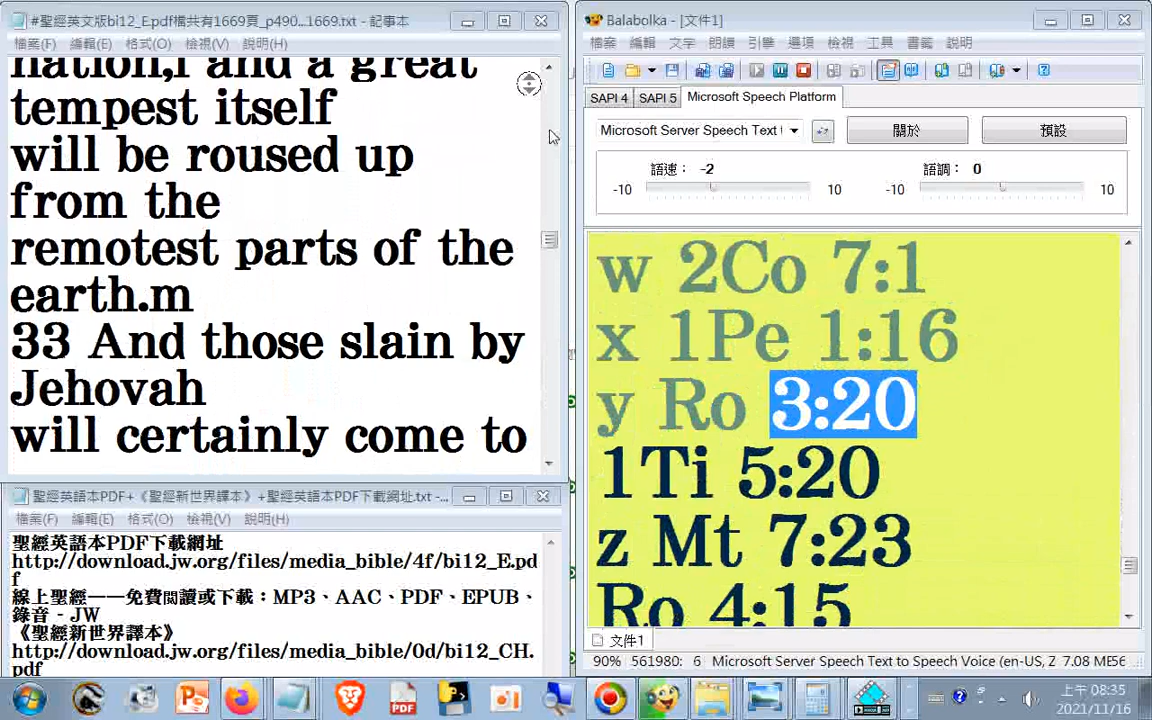 #聖經英文版bi12_E.pdf檔共有1669頁_p490...1669.txt - 記事本
檔案(F) 編輯(E) 格式(O) 檢視(V) 說明(H)
nation,l and a great
tempest itself
will be roused up
from the
remotest parts of the
earth.m
33 And those slain by
Jehovah
will certainly come to
聖經英語本PDF+《聖經新世界譯本》+聖經英語本PDF下載網址.txt -...
檔案(F) 編輯(E) 格式(O) 檢視(V) 說明(H)
聖經英語本PDF下載網址
http://download.jw.org/files/media_bible/4f/bi12_E.pd
f
線上聖經——免費閱讀或下載：MP3、AAC、PDF、EPUB、
錄音 - JW
《聖經新世界譯本》
http://download.jw.org/files/media_bible/0d/bi12_CH.
pdf
Balabolka - [文件1]
檔案 編輯 文字 朗讀 引擎 選項 檢視 工具 書籤 說明
SAPI 4 SAPI 5 Microsoft Speech Platform
Microsoft Server Speech Text 關於 預設
語速： -2 語調： 0
-10 10 -10 10
w 2Co 7:1
x 1Pe 1:16
y Ro 3:20
1Ti 5:20
z Mt 7:23
Ro 4:15
文件1
90% 561980: 6 Microsoft Server Speech Text to Speech Voice (en-US, Z 7.08 ME56
上午 08:35
2021/11/16